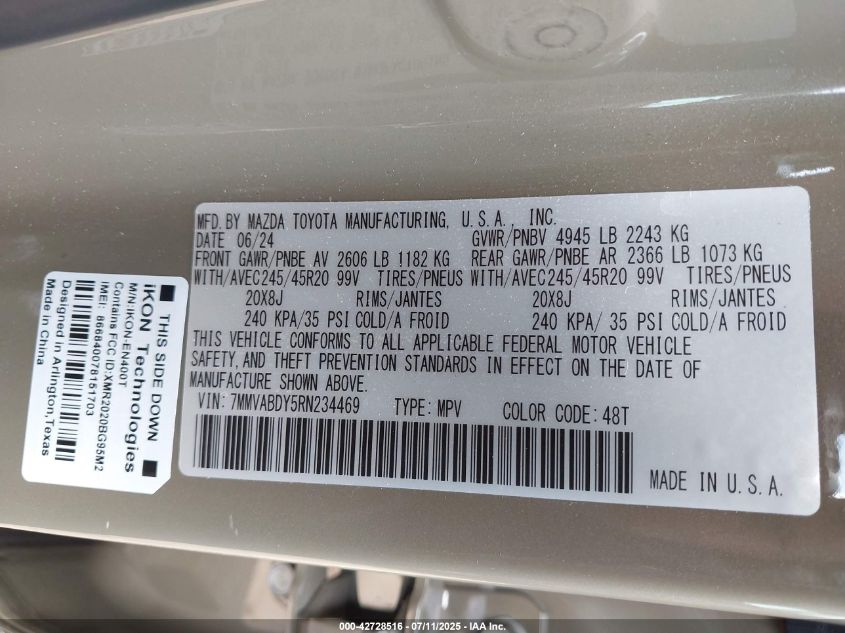 MFD. BY MAZDA TOYOTA MANUFACTURING, U.S.A., INC.
DATE 06/24 GVWR/PNBV 4945 LB 2243 KG
FRONT GAWR/PNBE AV 2606 LB 1182 KG REAR GAWR/PNBE AR 2366 LB 1073 KG
WITH/AVEC 245/45R20 99V TIRES/PNEUS WITH/AVEC 245/45R20 99V TIRES/PNEUS
20X8J RIMS/JANTES 20X8J RIMS/JANTES
240 KPA/35 PSI COLD/A FROID 240 KPA/ 35 PSI COLD/A FROID
THIS VEHICLE CONFORMS TO ALL APPLICABLE FEDERAL MOTOR VEHICLE
SAFETY, AND THEFT PREVENTION STANDARDS IN EFFECT ON THE DATE OF
MANUFACTURE SHOWN ABOVE.
VIN: 7MMVABDY5RN234469 TYPE: MPV COLOR CODE: 48T
MADE IN U.S.A.
THIS SIDE DOWN
iKON Technologies
M/N:IKON-EN400T
Contains FCC ID:XMR2020BG95M2
IMEI: 866840078151703
Designed in Arlington,Texas
Made in China
000-42728516 - 07/11/2025 - IAA Inc.